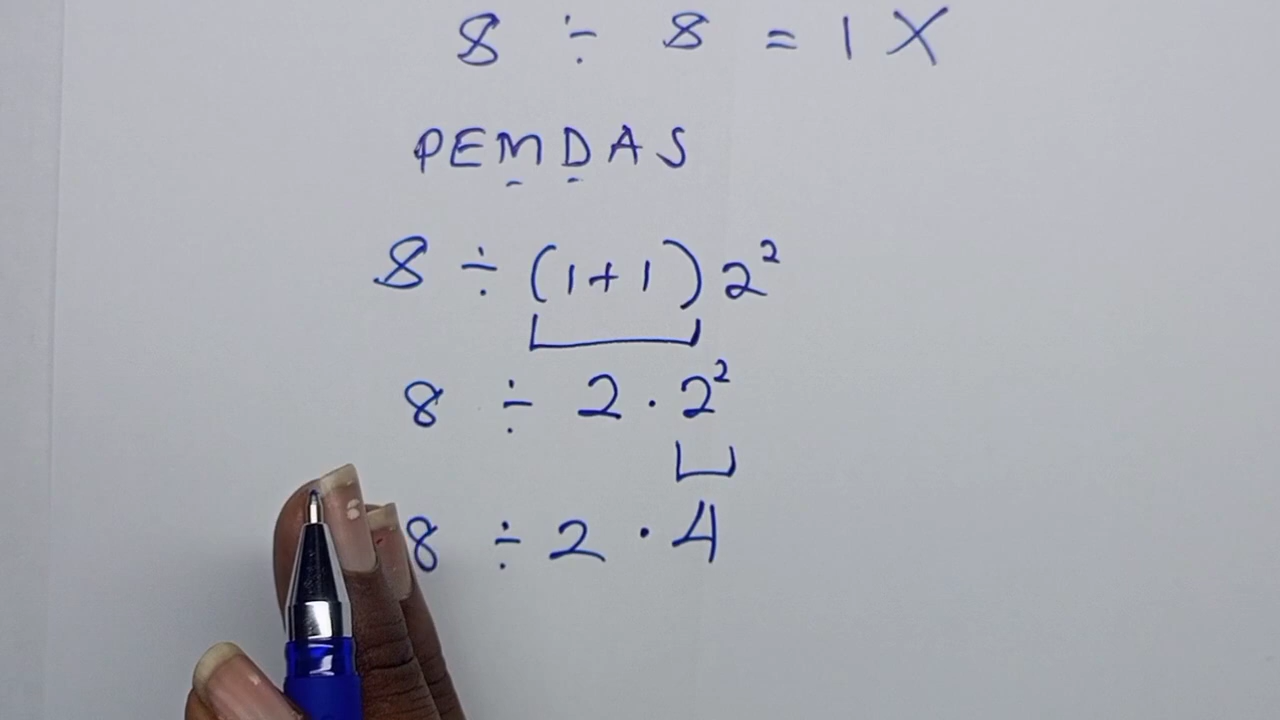 8 ÷ 8 = 1 X
PEMDAS
8 ÷ (1+1)2²
8 ÷ 2 · 2²
8 ÷ 2 · 4